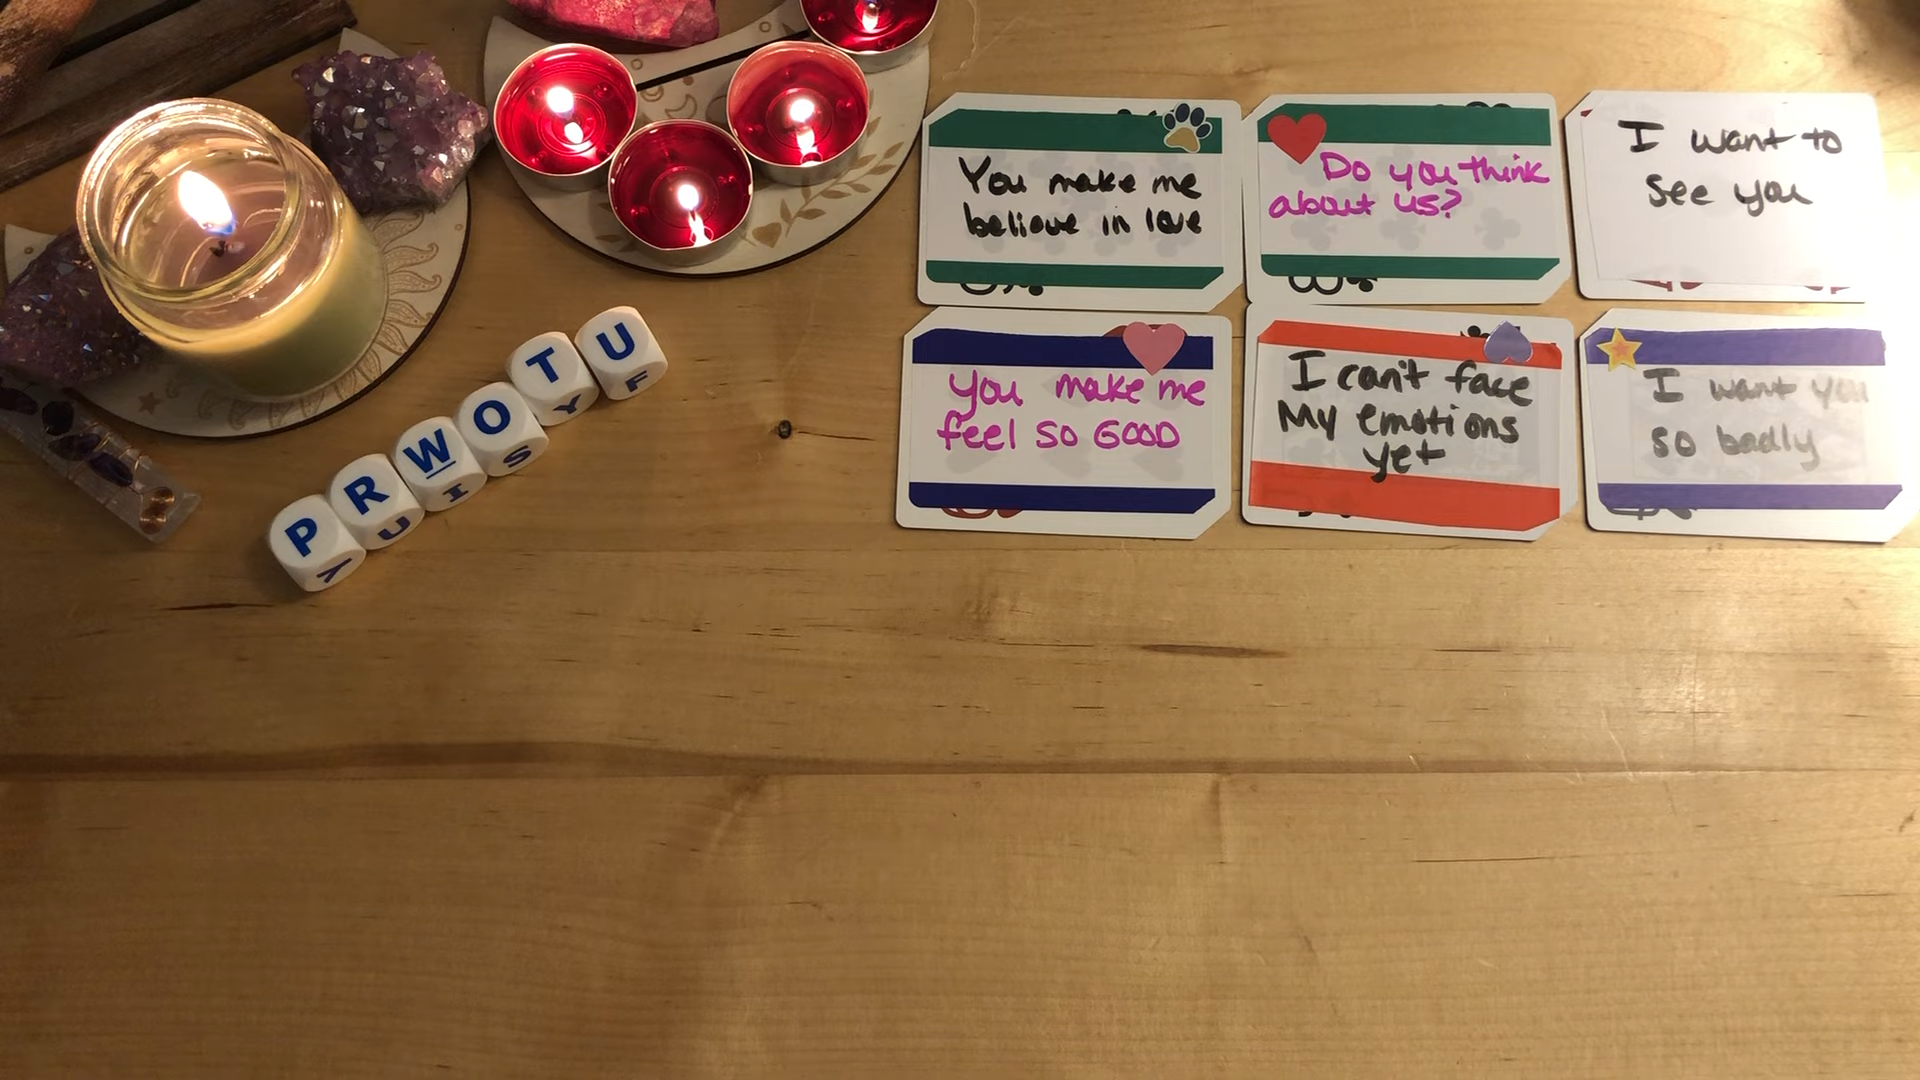 You make me
believe in love
Do you think
about us?
I want to
see you
You make me
feel so GOOD
I can't face
My emotions
yet
I want you
so badly
P R W O T U
Y U I S Y F